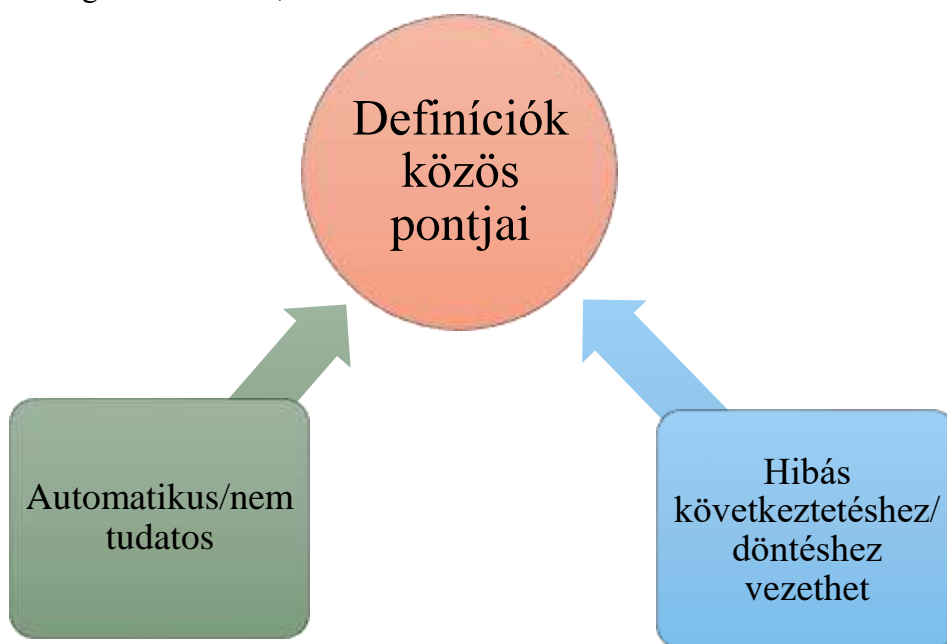 Definíciók
közös
pontjai
Automatikus/nem
tudatos
Hibás
következtetéshez/
döntéshez
vezethet